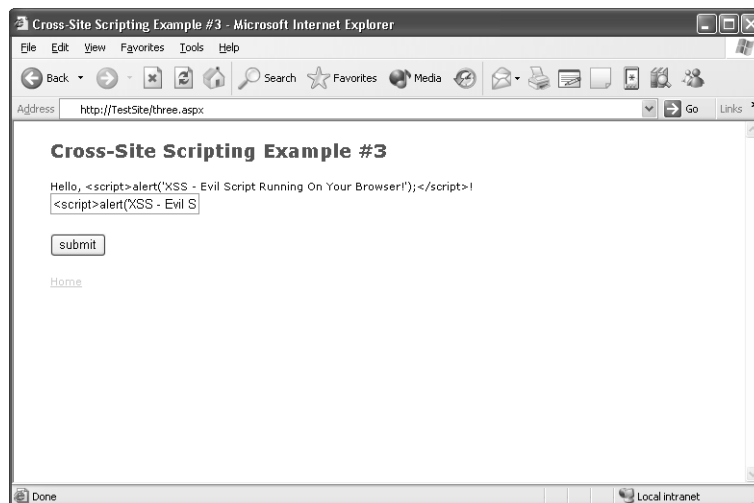 Cross-Site Scripting Example #3 - Microsoft Internet Explorer
File Edit View Favorites Tools Help
Back Search Favorites Media
Address http://TestSite/three.aspx Go Links
Cross-Site Scripting Example #3
Hello, <script>alert('XSS - Evil Script Running On Your Browser!');</script>!
<script>alert('XSS - Evil S
submit
Home
Done Local intranet